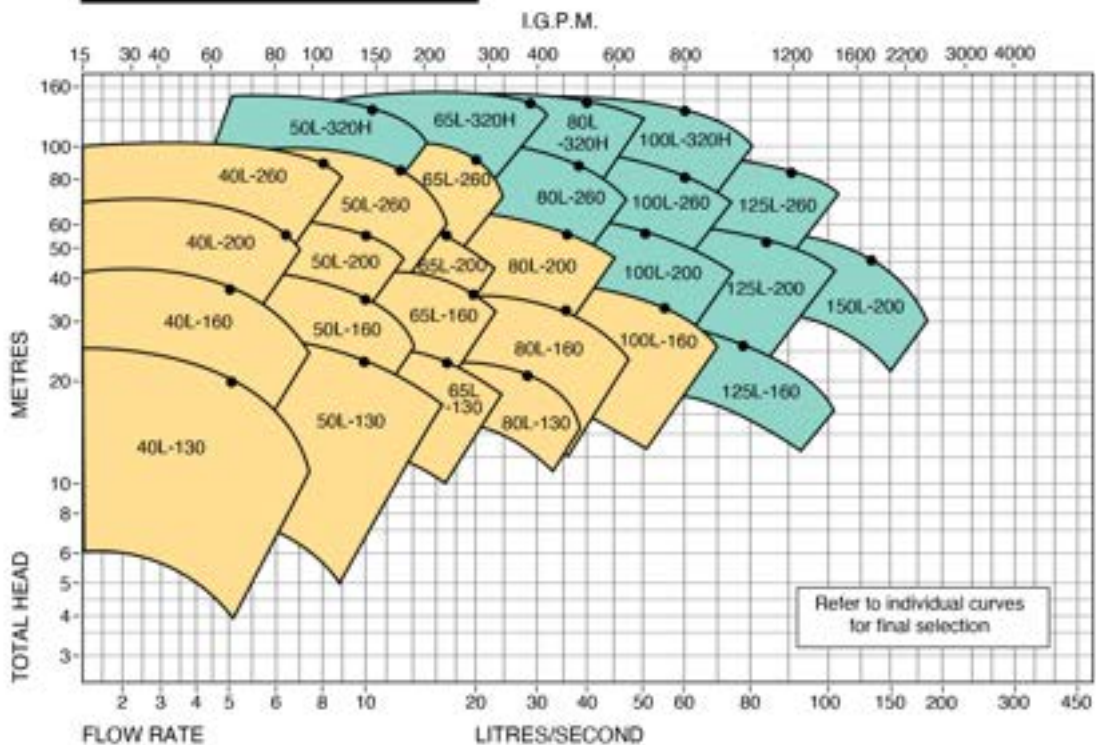 I.G.P.M.
15 30 40 60 80 100 150 200 300 400 600 800 1200 1600 2200 3000 4000
160
100
80
60
50
40
30
20
10
8
6
5
4
3
METRES
TOTAL HEAD
50L-320H
65L-320H
80L
-320H
100L-320H
40L-260
50L-260
65L-260
80L-260
100L-260
125L-260
40L-200
50L-200
65L-200
80L-200
100L-200
125L-200
150L-200
40L-160
50L-160
65L-160
80L-160
100L-160
125L-160
40L-130
50L-130
65L
-130
80L-130
Refer to individual curves
for final selection
2 3 4 5 6 8 10 20 30 40 50 60 80 100 150 200 300 450
FLOW RATE LITRES/SECOND